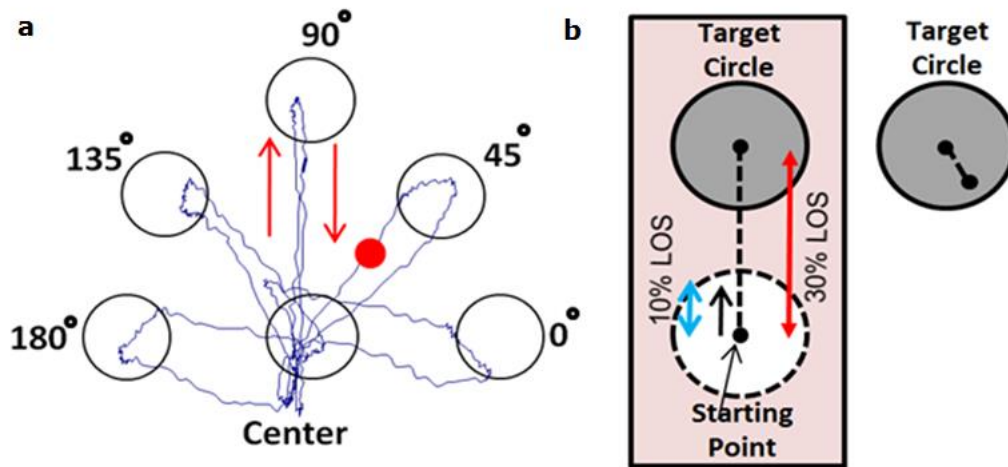 a
90°
135°
45°
180°
0°
Center
b
Target
Circle
10% LOS
30% LOS
Starting
Point
Target
Circle